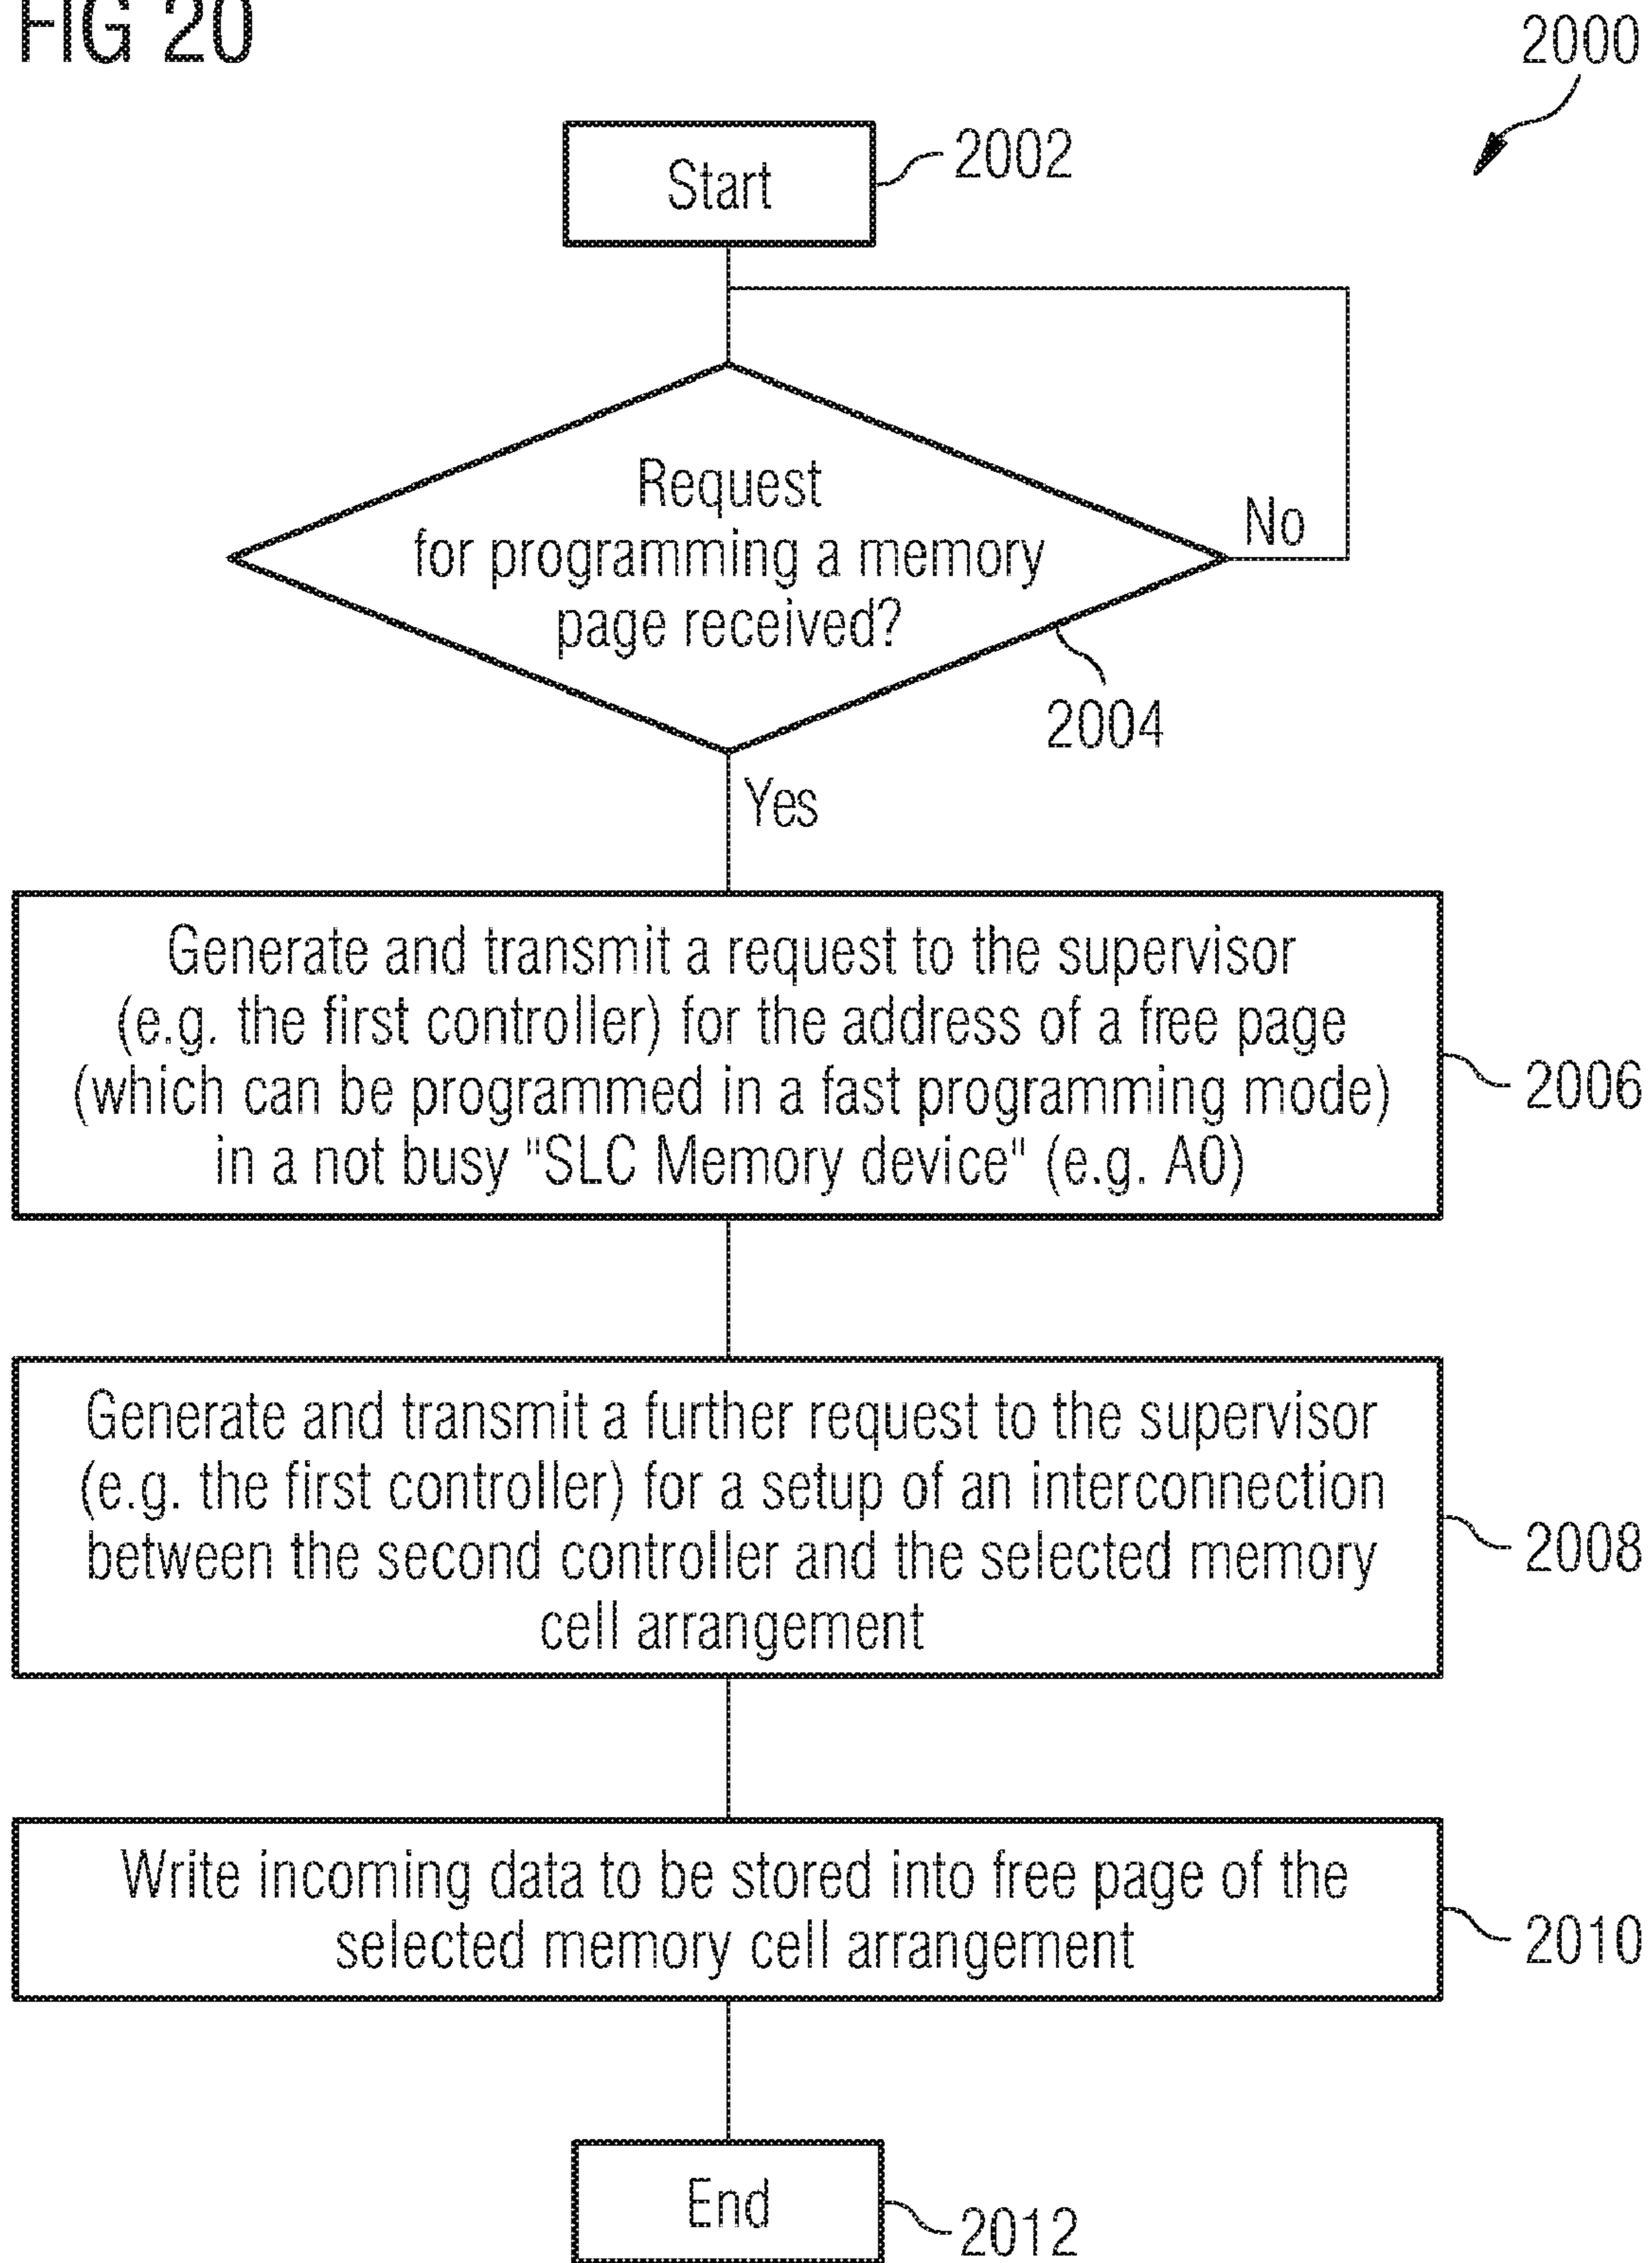 FIG 20
2000
Start
2002
Request
for programming a memory
page received?
No
2004
Yes
Generate and transmit a request to the supervisor
(e.g. the first controller) for the address of a free page
(which can be programmed in a fast programming mode)
in a not busy "SLC Memory device" (e.g. A0)
2006
Generate and transmit a further request to the supervisor
(e.g. the first controller) for a setup of an interconnection
between the second controller and the selected memory
cell arrangement
2008
Write incoming data to be stored into free page of the
selected memory cell arrangement
2010
End
2012